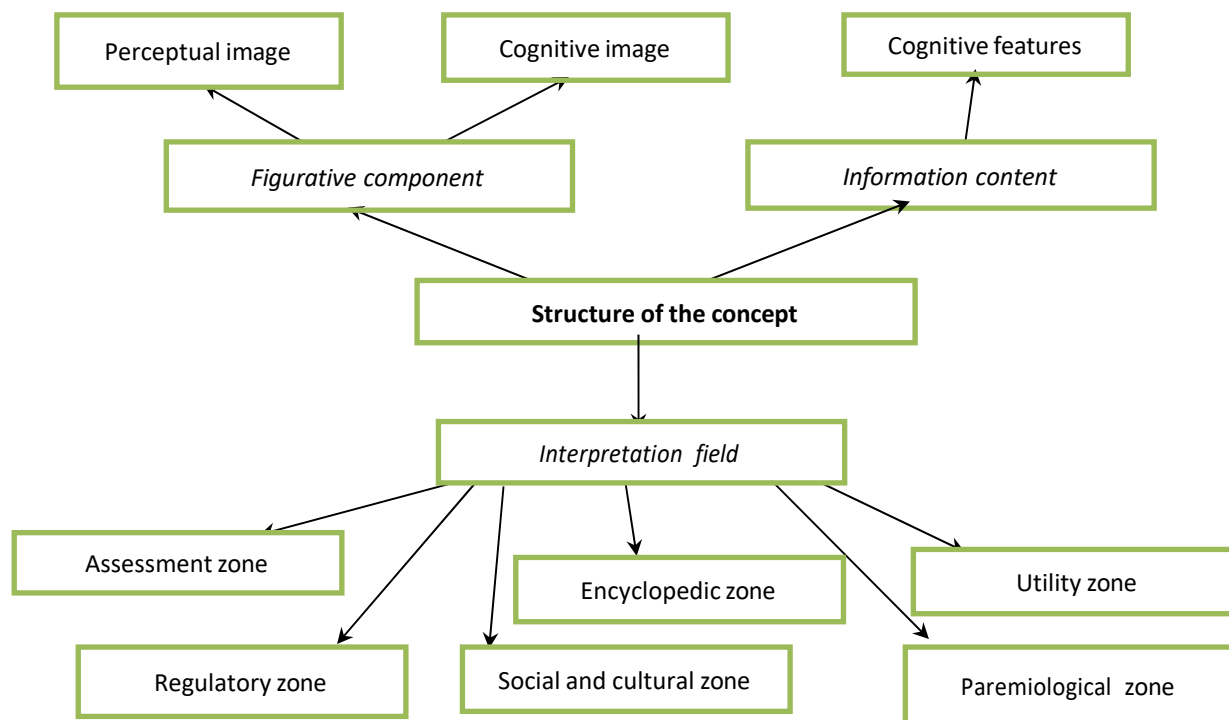 Perceptual image
Cognitive image
Cognitive features
Figurative component
Information content
Structure of the concept
Interpretation field
Assessment zone
Encyclopedic zone
Utility zone
Regulatory zone
Social and cultural zone
Paremiological zone